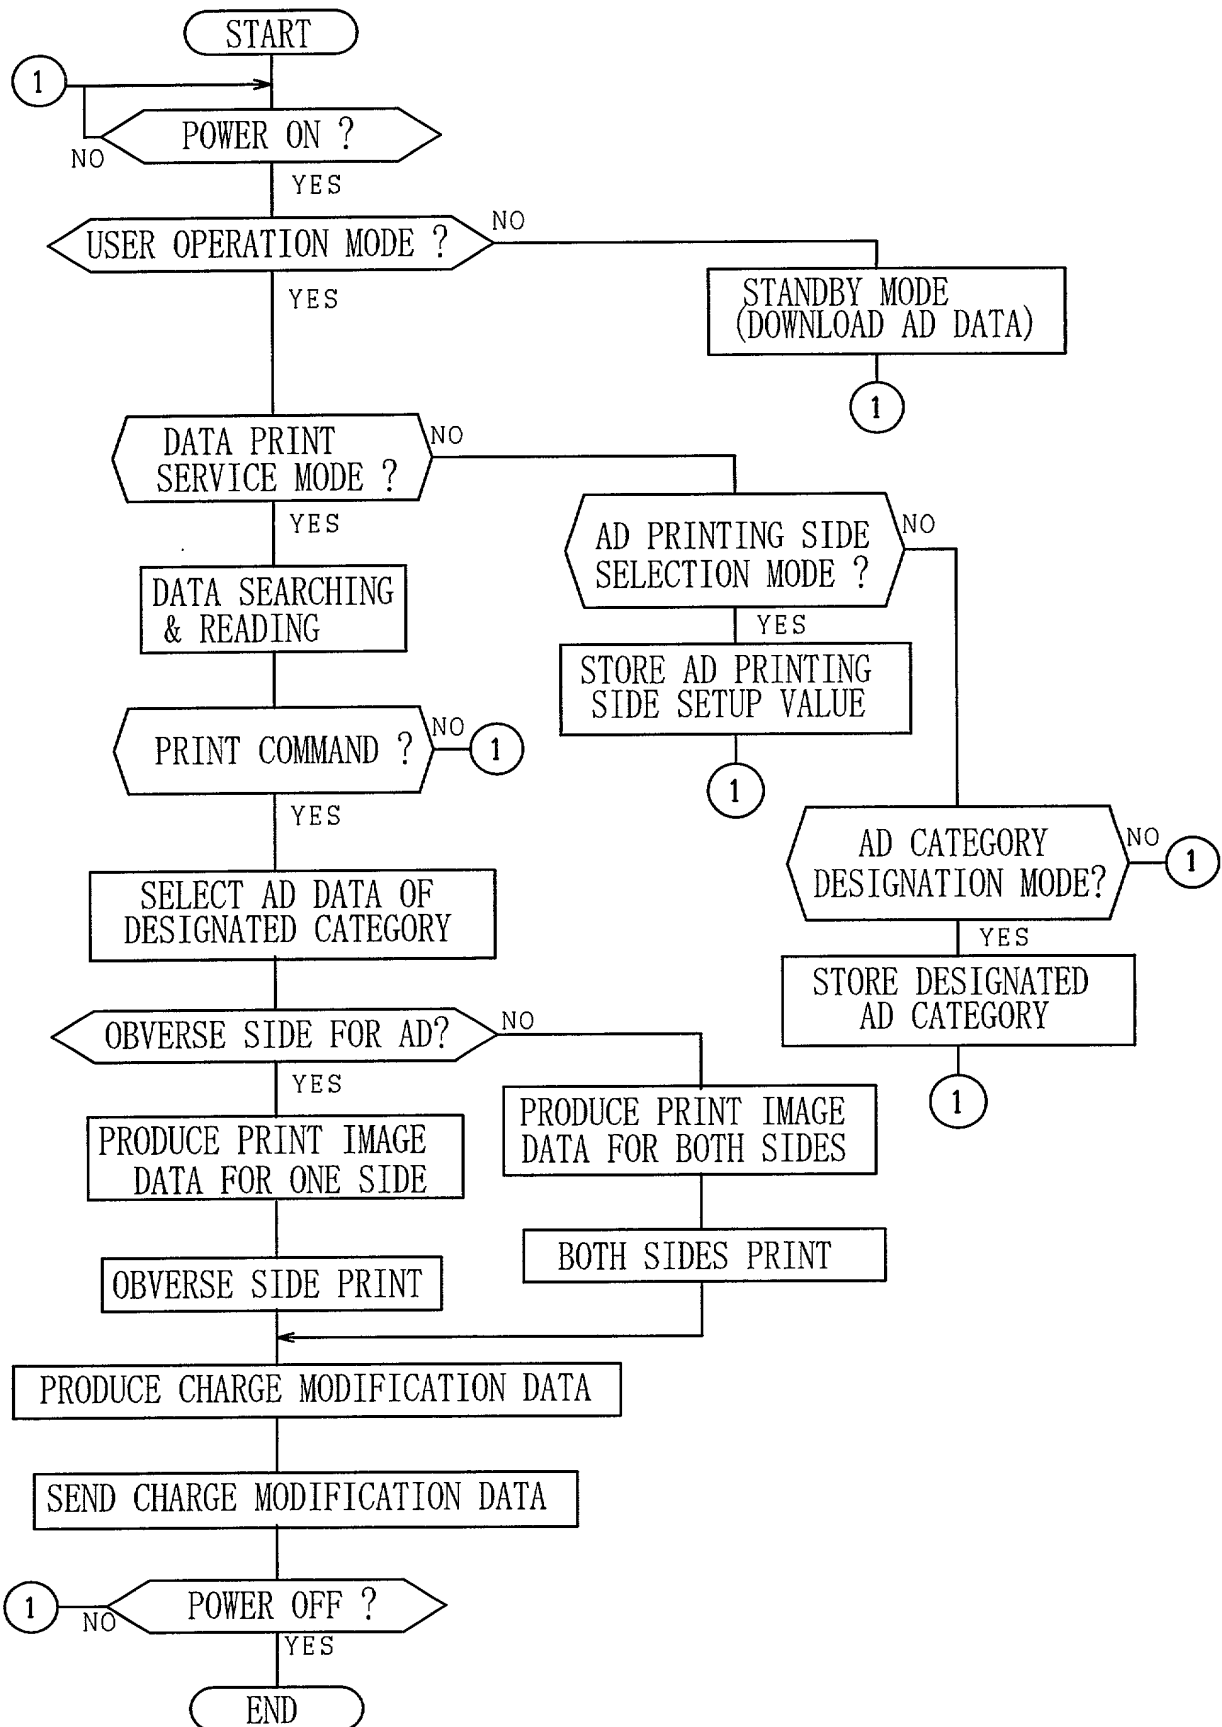 START
1
POWER ON ?
NO
YES
USER OPERATION MODE ?
NO
YES
STANDBY MODE
(DOWNLOAD AD DATA)
1
DATA PRINT
SERVICE MODE ?
NO
YES
AD PRINTING SIDE
SELECTION MODE ?
NO
YES
DATA SEARCHING
& READING
STORE AD PRINTING
SIDE SETUP VALUE
1
PRINT COMMAND ?
NO
1
YES
AD CATEGORY
DESIGNATION MODE?
NO
1
YES
SELECT AD DATA OF
DESIGNATED CATEGORY
STORE DESIGNATED
AD CATEGORY
1
OBVERSE SIDE FOR AD?
NO
YES
PRODUCE PRINT IMAGE
DATA FOR BOTH SIDES
PRODUCE PRINT IMAGE
DATA FOR ONE SIDE
BOTH SIDES PRINT
OBVERSE SIDE PRINT
PRODUCE CHARGE MODIFICATION DATA
SEND CHARGE MODIFICATION DATA
POWER OFF ?
1
NO
YES
END